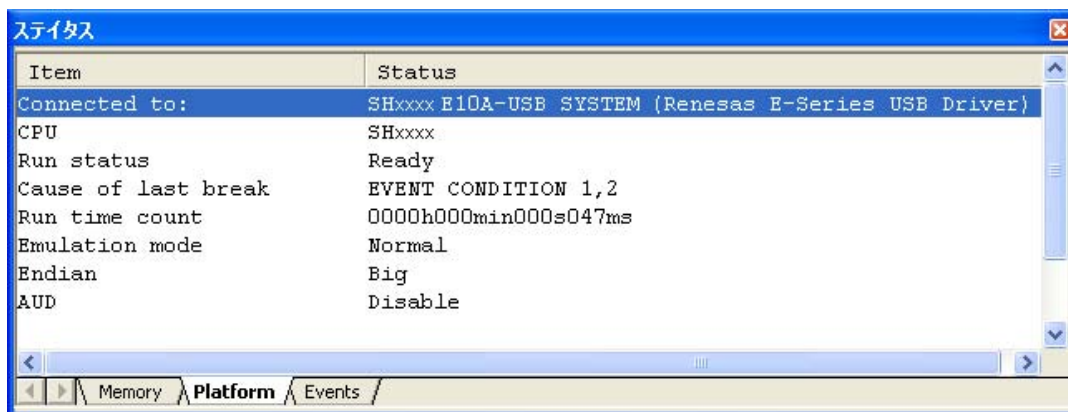 ステイタス
Item Status
Connected to: SHxxxx E10A-USB SYSTEM (Renesas E-Series USB Driver)
CPU SHxxxx
Run status Ready
Cause of last break EVENT CONDITION 1,2
Run time count 0000h000min000s047ms
Emulation mode Normal
Endian Big
AUD Disable
Memory Platform Events